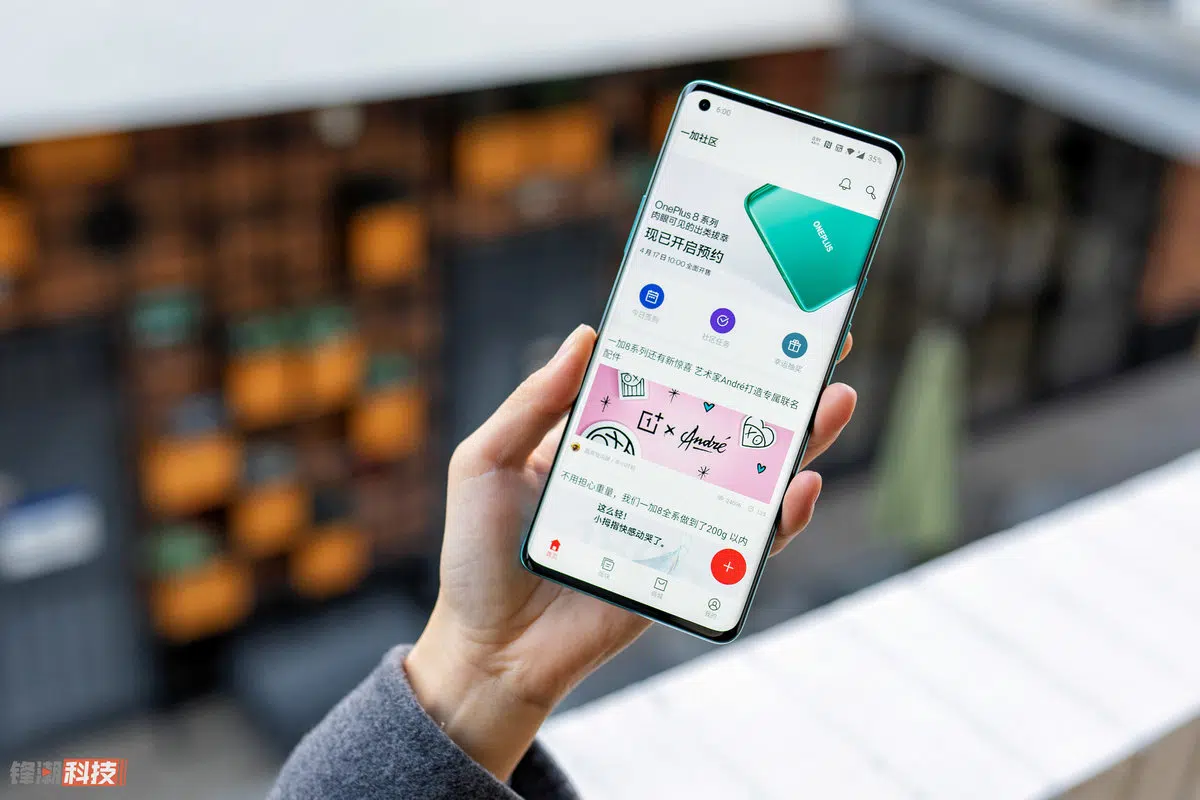 6:00
35%
一加社区
OnePlus 8 系列
肉眼可见的出类拔萃
现已开启预约
4月17日10:00全面开售
ONEPLUS
今日签到
社区任务
幸运抽奖
一加8系列还有新惊喜 艺术家André打造专属联名
配件
1+ × André
不用担心重量，我们一加8全系做到了200g 以内
这么轻！
小拇指快感动哭了。
首页
商城
我的
锋潮科技